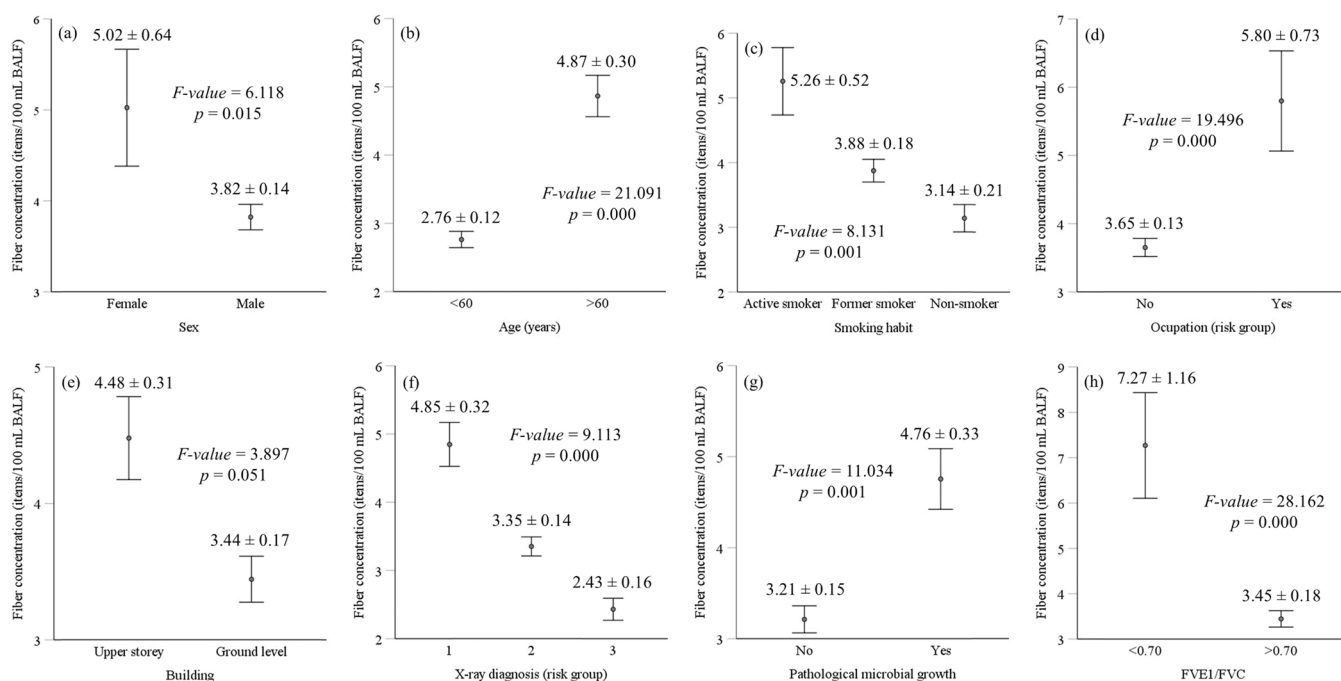 (a)
Fiber concentration (items/100 mL BALF)
6
5
4
3
5.02 ± 0.64
F-value = 6.118
p = 0.015
3.82 ± 0.14
Female Male
Sex
(b)
Fiber concentration (items/100 mL BALF)
6
5
4
3
2
4.87 ± 0.30
F-value = 21.091
p = 0.000
2.76 ± 0.12
<60 >60
Age (years)
(c)
Fiber concentration (items/100 mL BALF)
6
5
4
3
2
5.26 ± 0.52
3.88 ± 0.18
3.14 ± 0.21
F-value = 8.131
p = 0.001
Active smoker Former smoker Non-smoker
Smoking habit
(d)
Fiber concentration (items/100 mL BALF)
7
6
5
4
3
5.80 ± 0.73
F-value = 19.496
p = 0.000
3.65 ± 0.13
No Yes
Ocupation (risk group)
(e)
Fiber concentration (items/100 mL BALF)
5
4
3
4.48 ± 0.31
F-value = 3.897
p = 0.051
3.44 ± 0.17
Upper storey Ground level
Building
(f)
Fiber concentration (items/100 mL BALF)
6
5
4
3
2
4.85 ± 0.32
F-value = 9.113
p = 0.000
3.35 ± 0.14
2.43 ± 0.16
1 2 3
X-ray diagnosis (risk group)
(g)
Fiber concentration (items/100 mL BALF)
6
5
4
3
4.76 ± 0.33
F-value = 11.034
p = 0.001
3.21 ± 0.15
No Yes
Pathological microbial growth
(h)
Fiber concentration (items/100 mL BALF)
9
8
7
6
5
4
3
7.27 ± 1.16
F-value = 28.162
p = 0.000
3.45 ± 0.18
<0.70 >0.70
FVE1/FVC